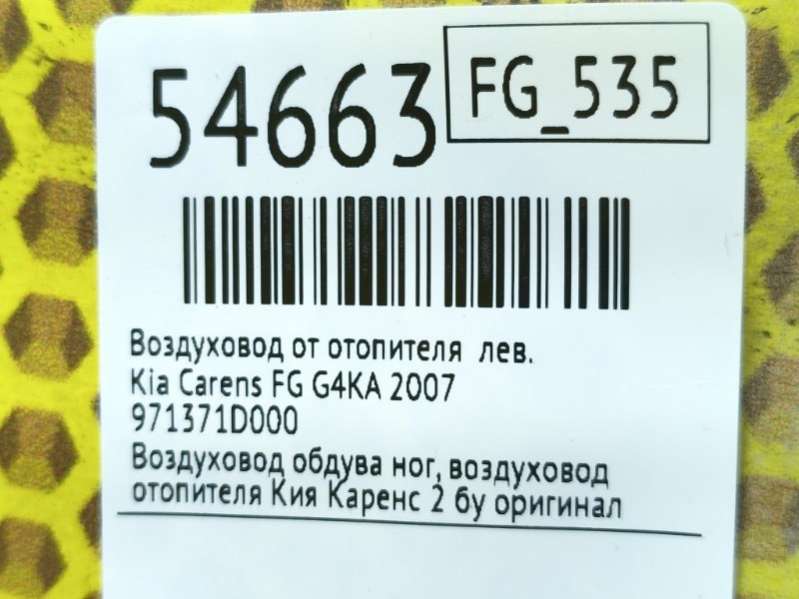 54663 FG_535
Воздуховод от отопителя лев.
Kia Carens FG G4KA 2007
971371D000
Воздуховод обдува ног, воздуховод
отопителя Кия Каренс 2 бу оригинал